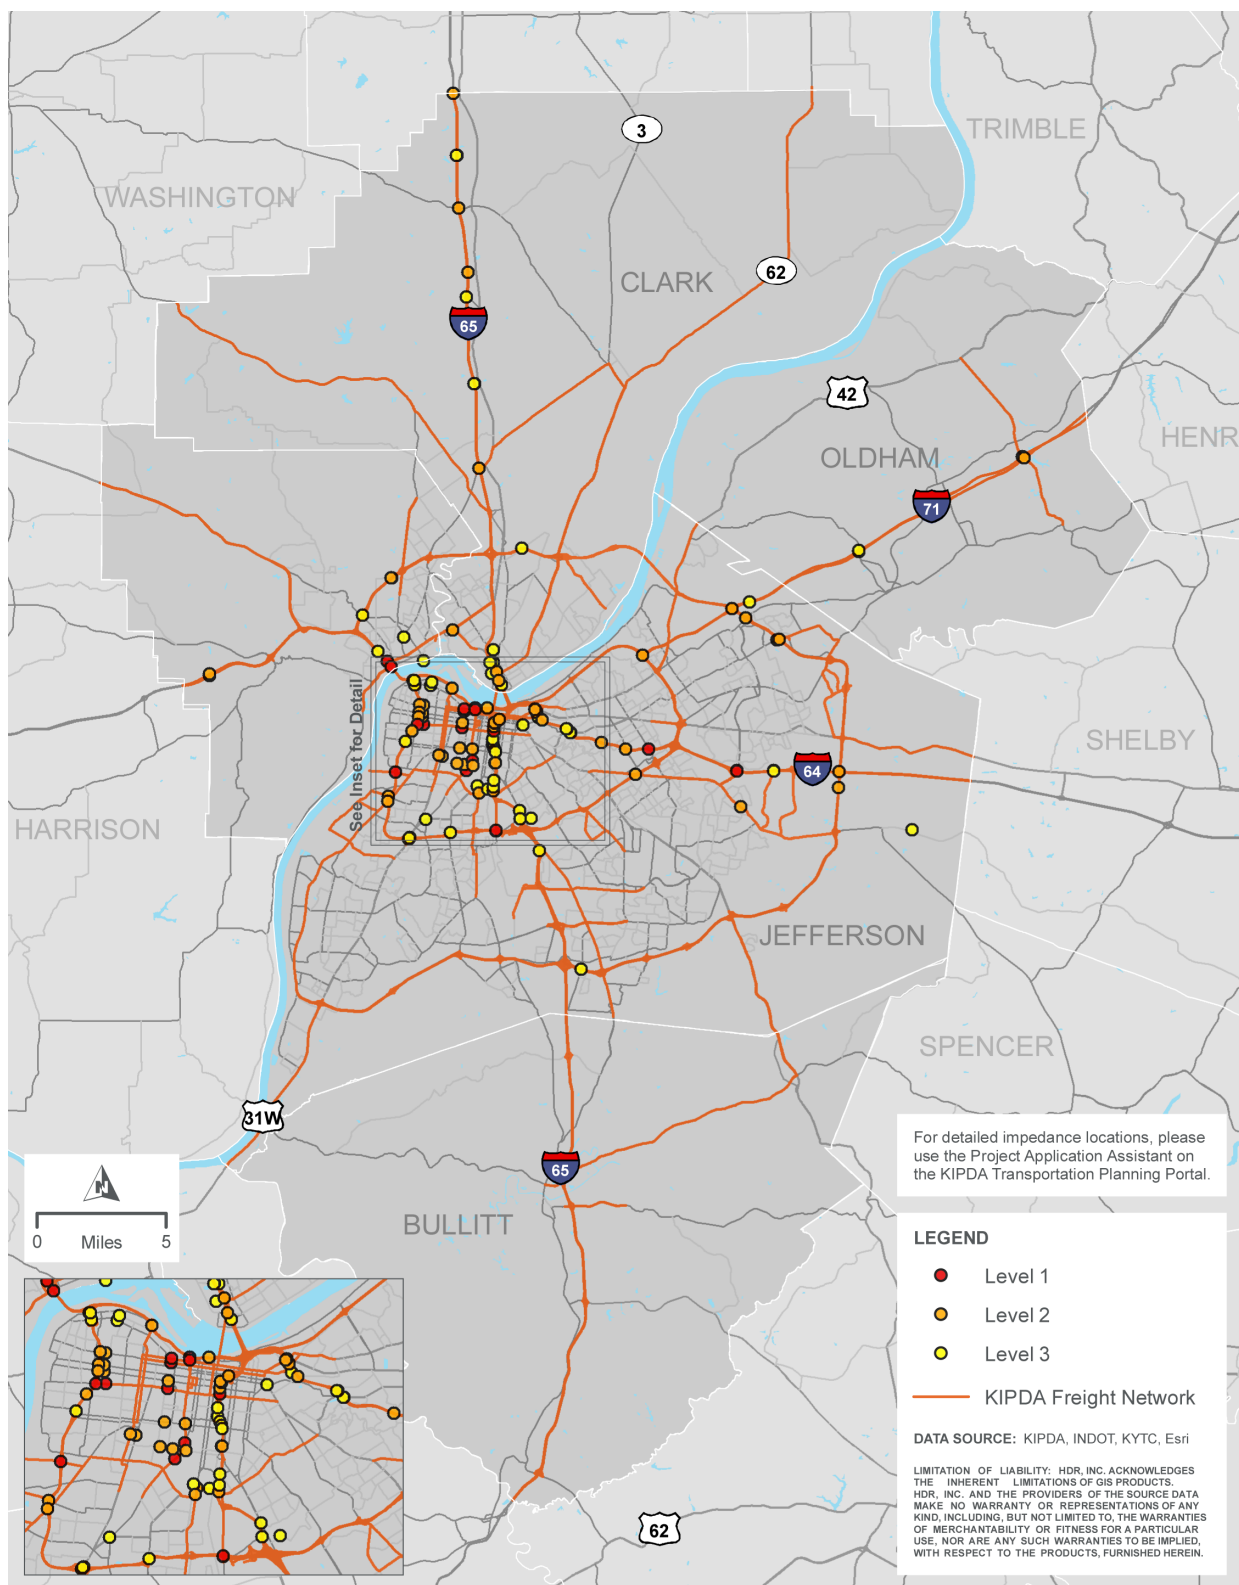 3
TRIMBLE
WASHINGTON
CLARK
62
65
42
HENR
OLDHAM
71
See Inset for Detail
SHELBY
64
HARRISON
JEFFERSON
SPENCER
31W
For detailed impedance locations, please
use the Project Application Assistant on
the KIPDA Transportation Planning Portal.
65
N
0 Miles 5
BULLITT
LEGEND
Level 1
Level 2
Level 3
KIPDA Freight Network
DATA SOURCE: KIPDA, INDOT, KYTC, Esri
LIMITATION OF LIABILITY: HDR, INC. ACKNOWLEDGES
THE INHERENT LIMITATIONS OF GIS PRODUCTS.
HDR, INC. AND THE PROVIDERS OF THE SOURCE DATA
MAKE NO WARRANTY OR REPRESENTATIONS OF ANY
KIND, INCLUDING, BUT NOT LIMITED TO, THE WARRANTIES
OF MERCHANTABILITY OR FITNESS FOR A PARTICULAR
USE, NOR ARE ANY SUCH WARRANTIES TO BE IMPLIED,
WITH RESPECT TO THE PRODUCTS, FURNISHED HEREIN.
62